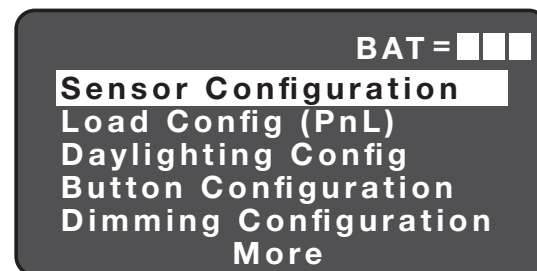 BAT=
Sensor Configuration
Load Config (PnL)
Daylighting Config
Button Configuration
Dimming Configuration
More